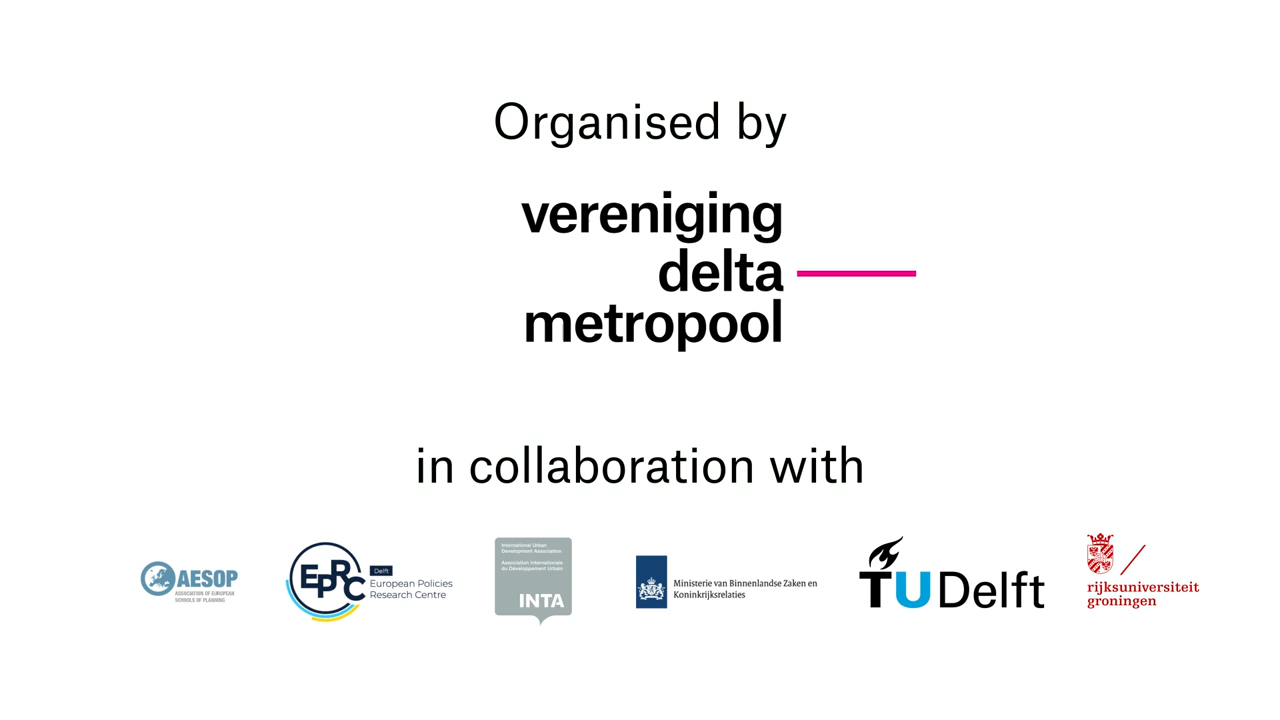 Organised by
vereniging
delta
metropool
in collaboration with
AESOP
ASSOCIATION OF EUROPEAN
SCHOOLS OF PLANNING
EPRC
Delft
European Policies
Research Centre
International Urban
Development Association
Association Internationale
du Développement Urbain
INTA
Ministerie van Binnenlandse Zaken en
Koninkrijksrelaties
TU Delft
rijksuniversiteit
groningen